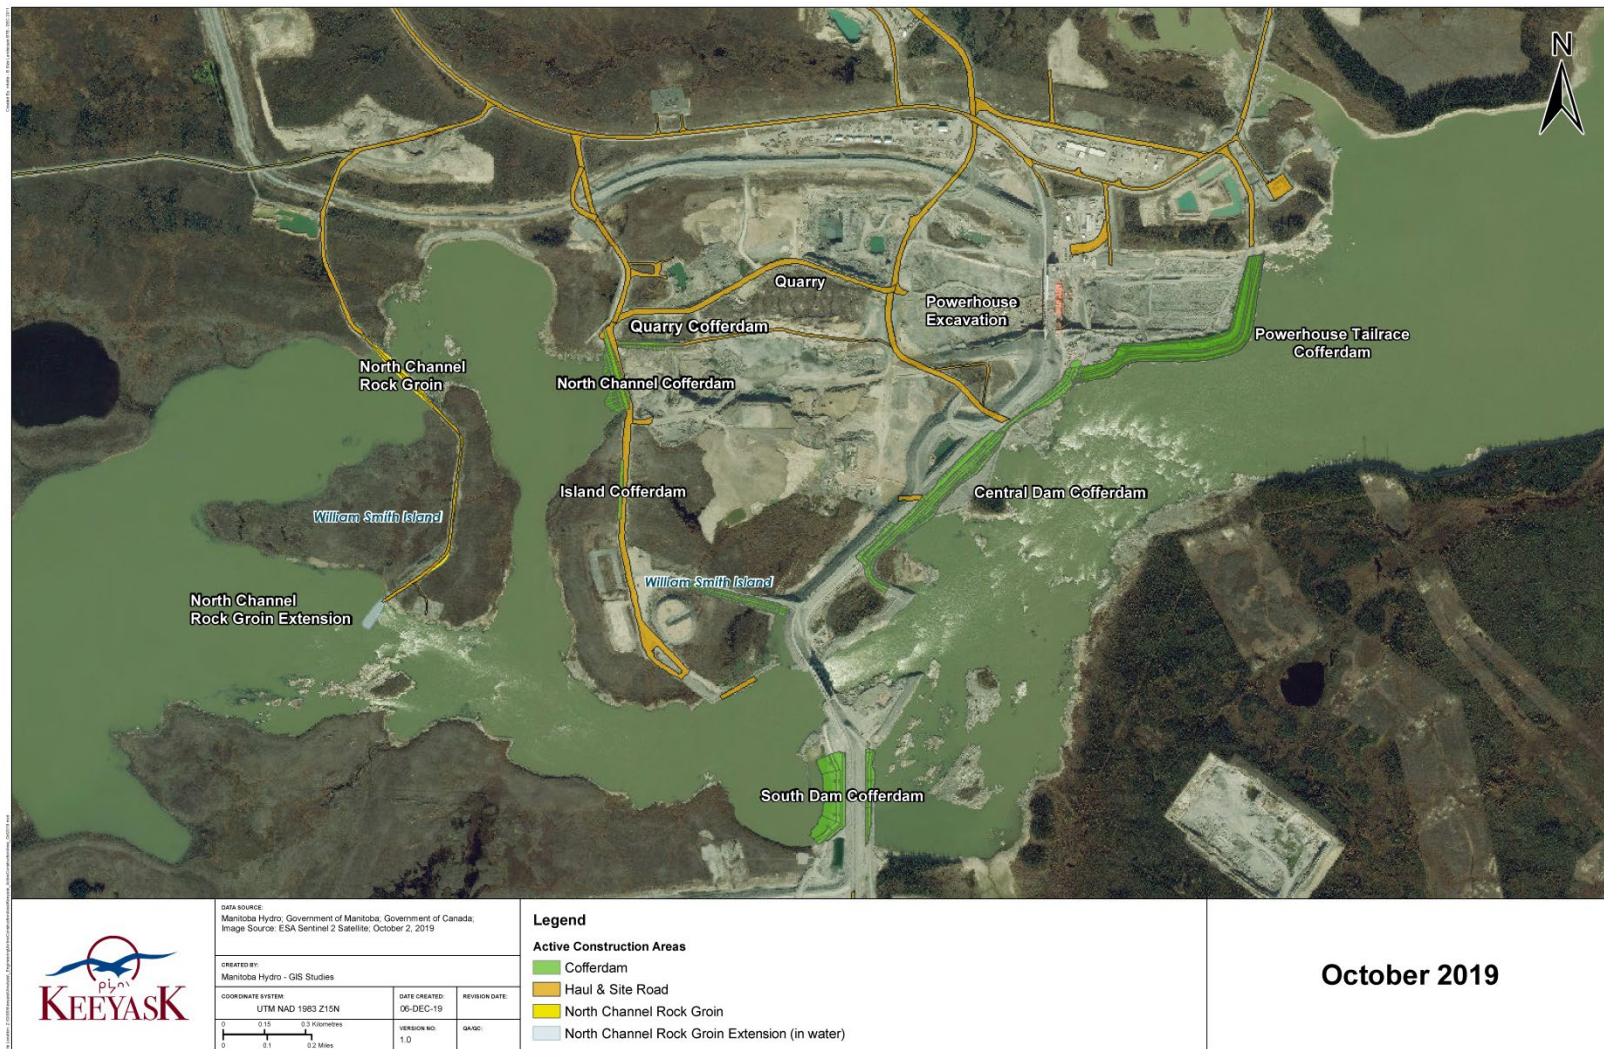 N
Quarry
Quarry Cofferdam
Powerhouse
Excavation
Powerhouse Tailrace
Cofferdam
North Channel
Rock Groin
North Channel Cofferdam
Island Cofferdam
Central Dam Cofferdam
William Smith Island
William Smith Island
North Channel
Rock Groin Extension
South Dam Cofferdam
KEEYASK
DATA SOURCE:
Manitoba Hydro; Government of Manitoba; Government of Canada;
Image Source: ESA Sentinel 2 Satellite; October 2, 2019
CREATED BY:
Manitoba Hydro - GIS Studies
COORDINATE SYSTEM:
UTM NAD 1983 Z15N
DATE CREATED:
06-DEC-19
REVISION DATE:
0 0.15 0.3 Kilometres
0 0.1 0.2 Miles
VERSION NO:
1.0
QA/QC:
Legend
Active Construction Areas
Cofferdam
Haul & Site Road
North Channel Rock Groin
North Channel Rock Groin Extension (in water)
October 2019